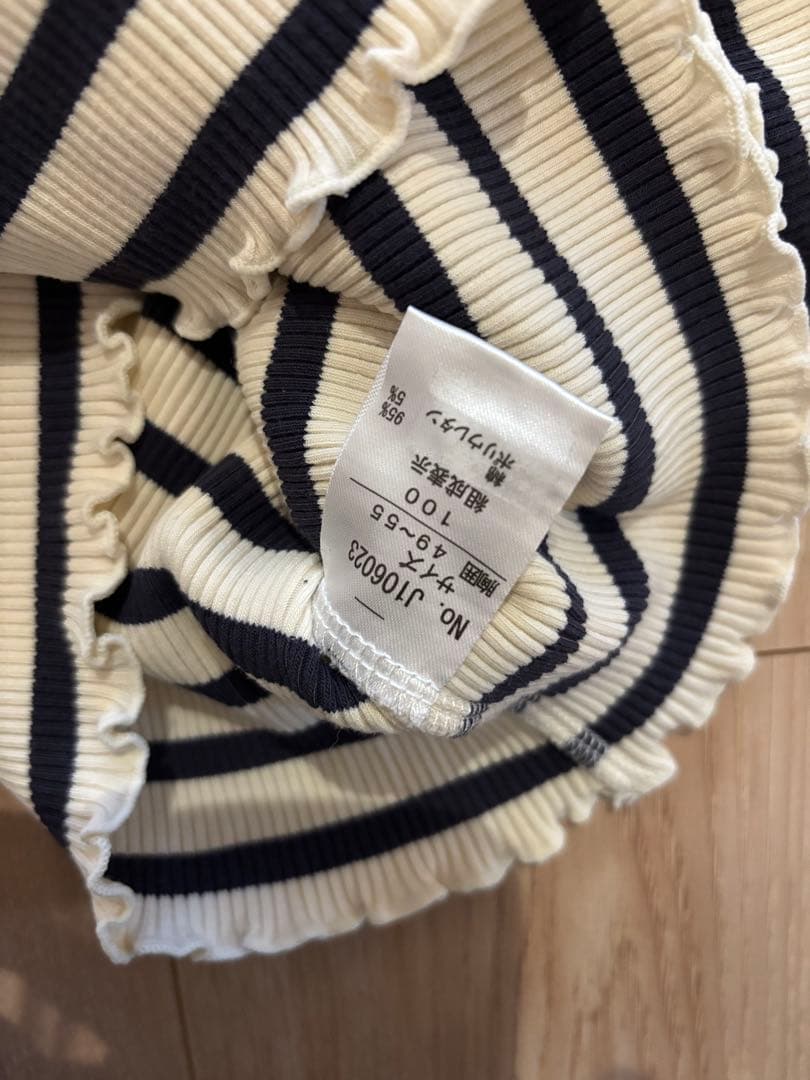 No. J106023
サイズ 100
胸囲 49~55
組成表示
綿 95%
ポリウレタン 5%